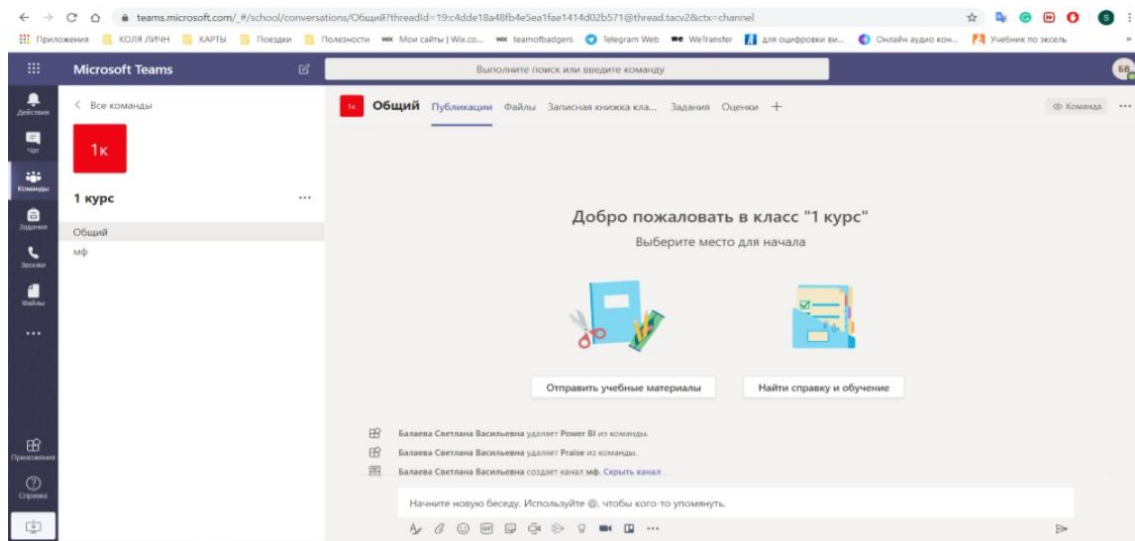 teams.microsoft.com/_#/school/conversations/Общий?threadId=19:c4dde18a48fb4e5ea1fae1414d02b571@thread.tacv2&ctx=channel
Приложения КОЛЯ ЛИЧН КАРТЫ Поездки Полезности Мои сайты | Wix.co... teamofbadgers Telegram Web WeTransfer для оцифровки ви... Онлайн аудио кон... Учебник по эксель
Microsoft Teams
Выполните поиск или введите команду
БВ
Действия
Чат
Команды
Задания
Звонки
Файлы
Приложения
Справка
Все команды
1к
1 курс
Общий
мф
1к Общий Публикации Файлы Записная книжка кла... Задания Оценки
Команда
Добро пожаловать в класс "1 курс"
Выберите место для начала
Отправить учебные материалы
Найти справку и обучение
Балаева Светлана Васильевна удаляет Power BI из команды.
Балаева Светлана Васильевна удаляет Praise из команды.
Балаева Светлана Васильевна создает канал мф. Скрыть канал
Начните новую беседу. Используйте @, чтобы кого-то упомянуть.